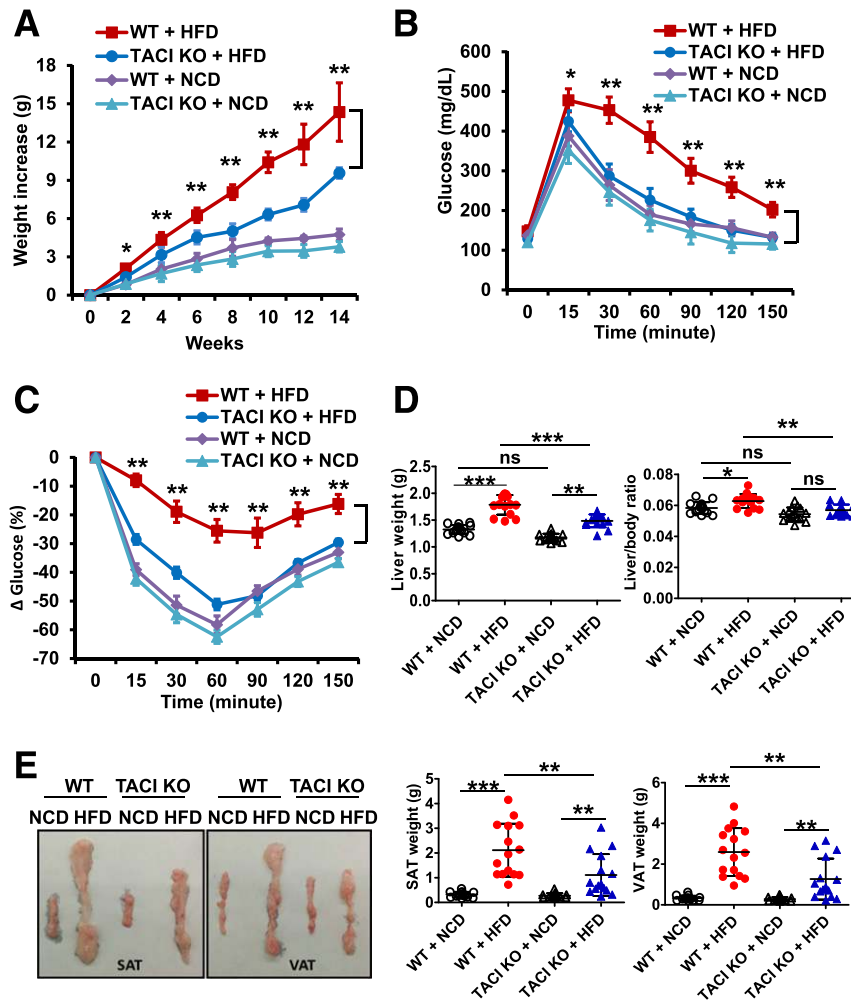 A
WT + HFD
TACI KO + HFD
WT + NCD
TACI KO + NCD
Weight increase (g)
18
15
12
9
6
3
0
*
**
**
**
**
**
**
0 2 4 6 8 10 12 14
Weeks
B
WT + HFD
TACI KO + HFD
WT + NCD
TACI KO + NCD
Glucose (mg/dL)
600
500
400
300
200
100
0
*
**
**
**
**
**
0 15 30 60 90 120 150
Time (minute)
C
WT + HFD
TACI KO + HFD
WT + NCD
TACI KO + NCD
Δ Glucose (%)
0
-10
-20
-30
-40
-50
-60
-70
**
**
**
**
**
**
0 15 30 60 90 120 150
Time (minute)
D
Liver weight (g)
2.5
2.0
1.5
1.0
0.5
0.0
***
ns
***
**
WT + NCD
WT + HFD
TACI KO + NCD
TACI KO + HFD
Liver/body ratio
0.08
0.06
0.04
0.02
0.00
**
ns
*
ns
WT + NCD
WT + HFD
TACI KO + NCD
TACI KO + HFD
E
WT TACI KO WT TACI KO
NCD HFD NCD HFD NCD HFD NCD HFD
SAT VAT
SAT weight (g)
5
4
3
2
1
0
**
***
**
WT + NCD
WT + HFD
TACI KO + NCD
TACI KO + HFD
VAT weight (g)
6
4
2
0
**
***
**
WT + NCD
WT + HFD
TACI KO + NCD
TACI KO + HFD